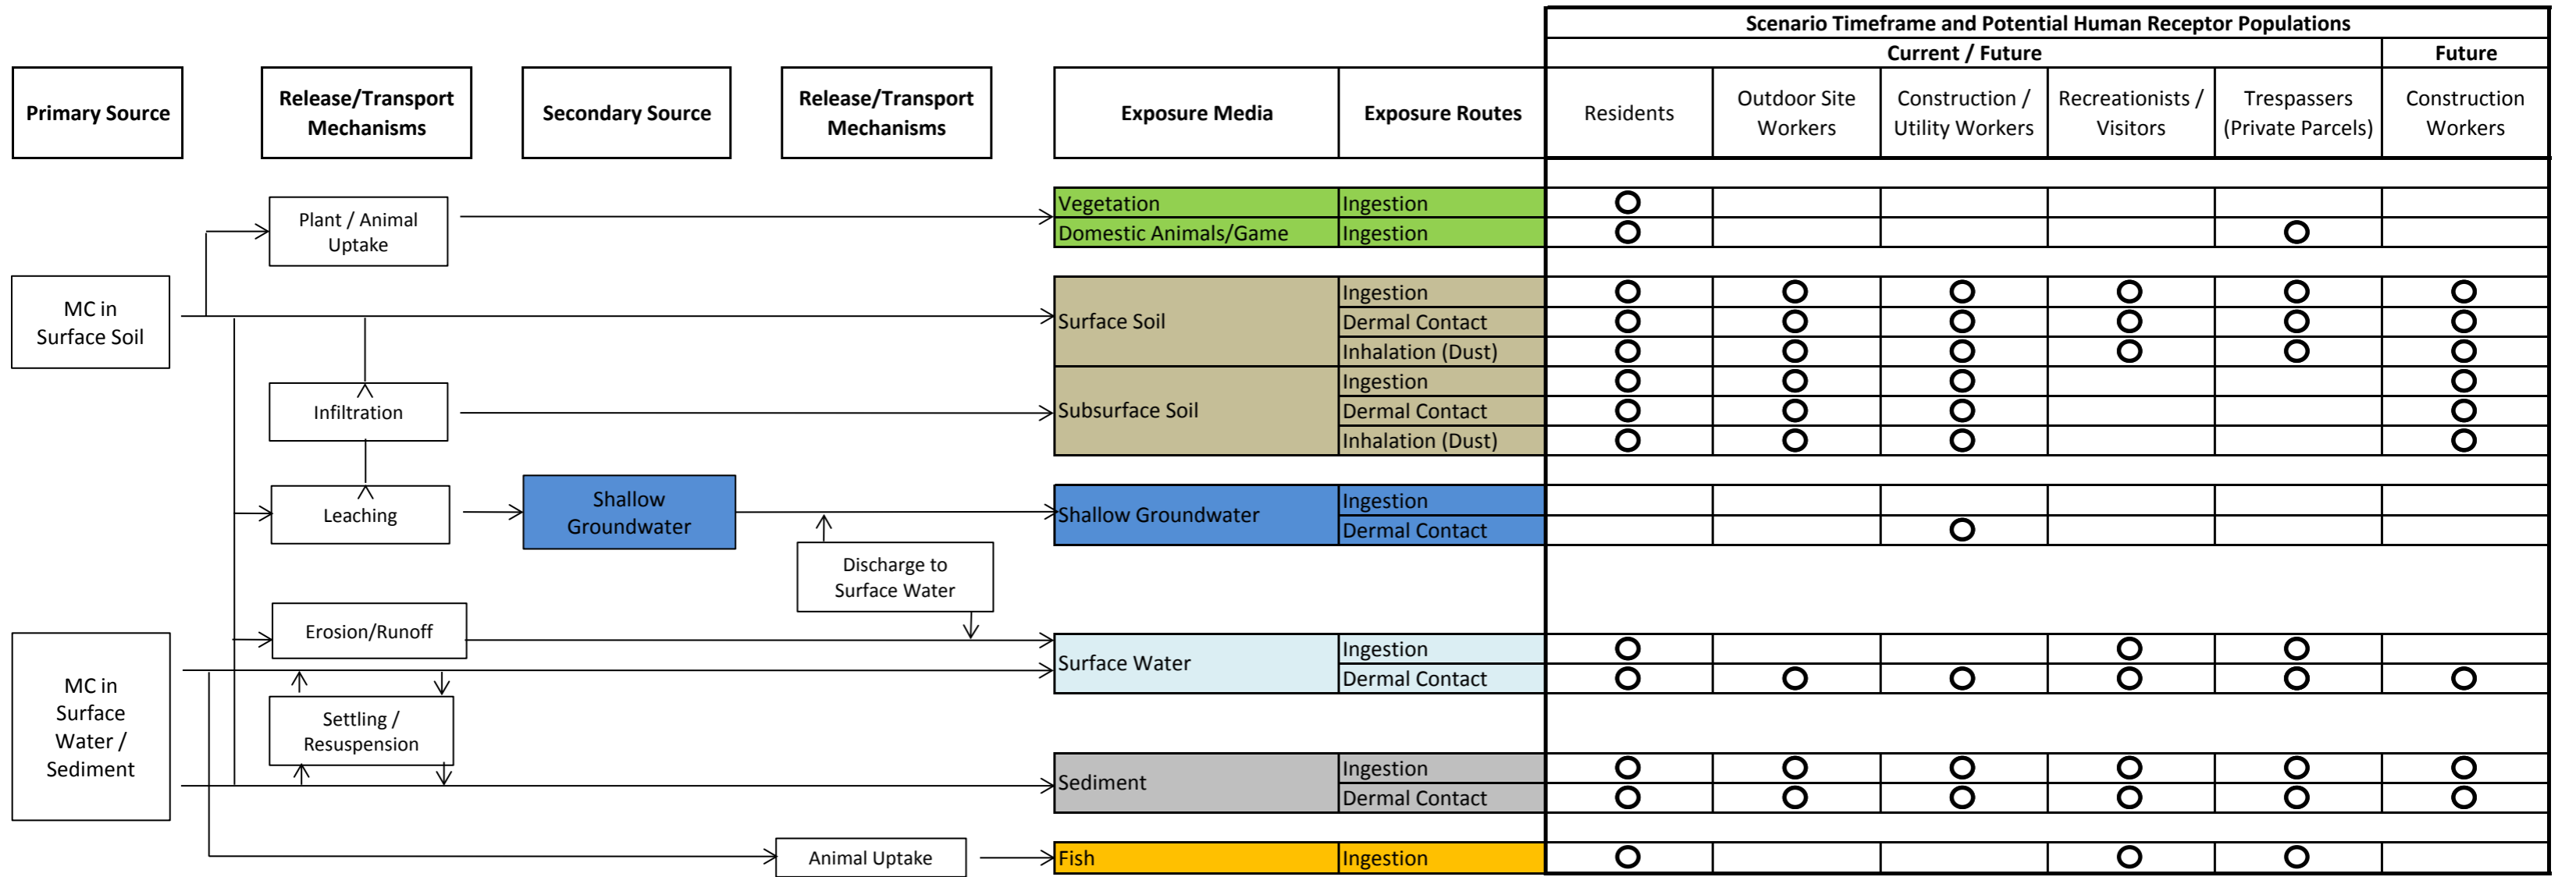 Scenario Timeframe and Potential Human Receptor Populations
Current / Future
Future
Primary Source
Release/Transport
Mechanisms
Secondary Source
Release/Transport
Mechanisms
Exposure Media
Exposure Routes
Residents
Outdoor Site
Workers
Construction /
Utility Workers
Recreationists /
Visitors
Trespassers
(Private Parcels)
Construction
Workers
Plant / Animal
Uptake
Vegetation
Ingestion
Domestic Animals/Game
Ingestion
MC in
Surface Soil
Surface Soil
Ingestion
Dermal Contact
Inhalation (Dust)
Infiltration
Subsurface Soil
Ingestion
Dermal Contact
Inhalation (Dust)
Leaching
Shallow
Groundwater
Shallow Groundwater
Ingestion
Dermal Contact
Discharge to
Surface Water
Erosion/Runoff
MC in
Surface
Water /
Sediment
Surface Water
Ingestion
Dermal Contact
Settling /
Resuspension
Sediment
Ingestion
Dermal Contact
Animal Uptake
Fish
Ingestion